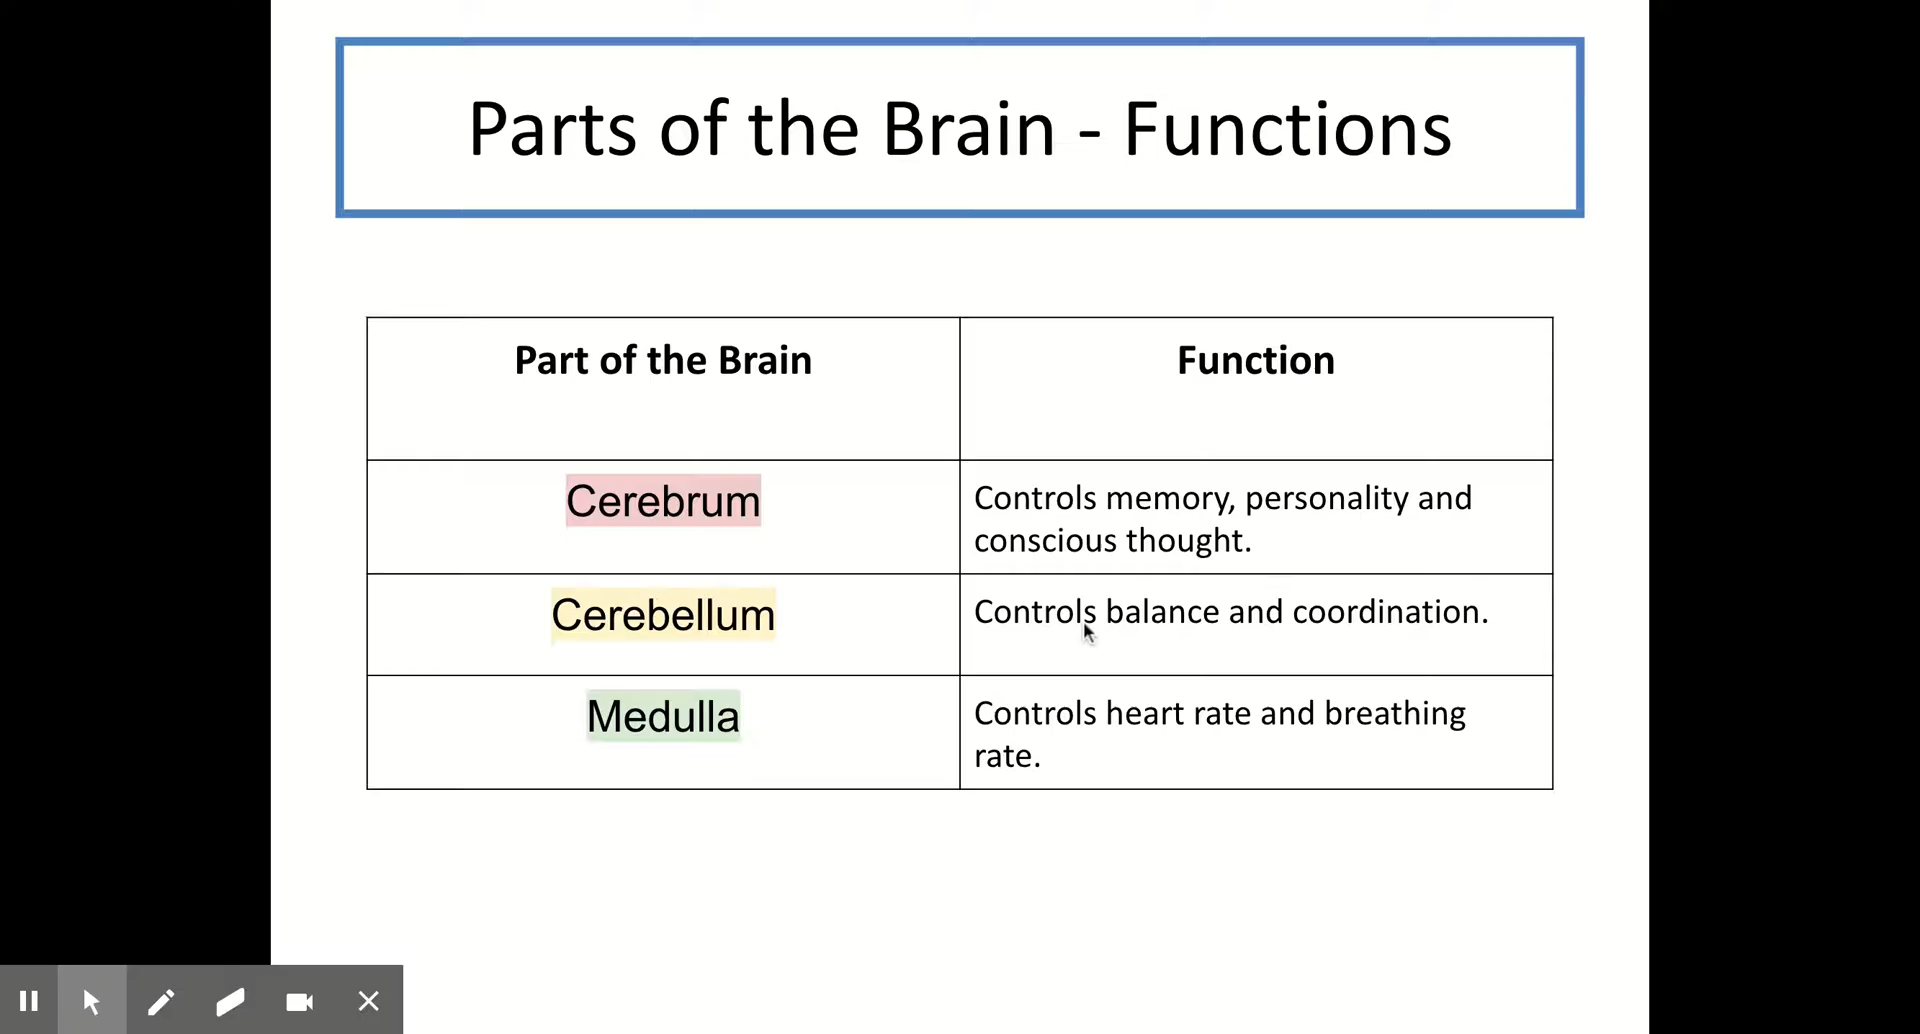 Parts of the Brain - Functions
Part of the Brain
Function
Cerebrum
Controls memory, personality and
conscious thought.
Cerebellum
Controls balance and coordination.
Medulla
Controls heart rate and breathing
rate.